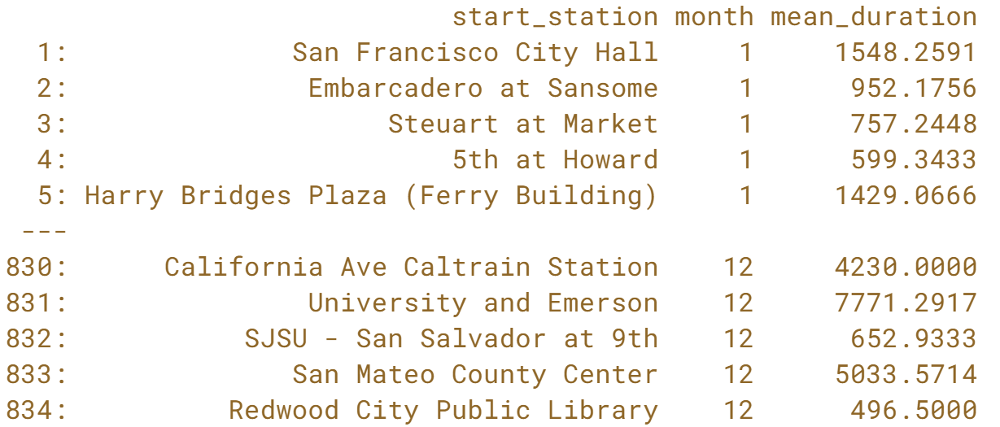 start_station month mean_duration
1: San Francisco City Hall 1 1548.2591
2: Embarcadero at Sansome 1 952.1756
3: Steuart at Market 1 757.2448
4: 5th at Howard 1 599.3433
5: Harry Bridges Plaza (Ferry Building) 1 1429.0666
---
830: California Ave Caltrain Station 12 4230.0000
831: University and Emerson 12 7771.2917
832: SJSU - San Salvador at 9th 12 652.9333
833: San Mateo County Center 12 5033.5714
834: Redwood City Public Library 12 496.5000